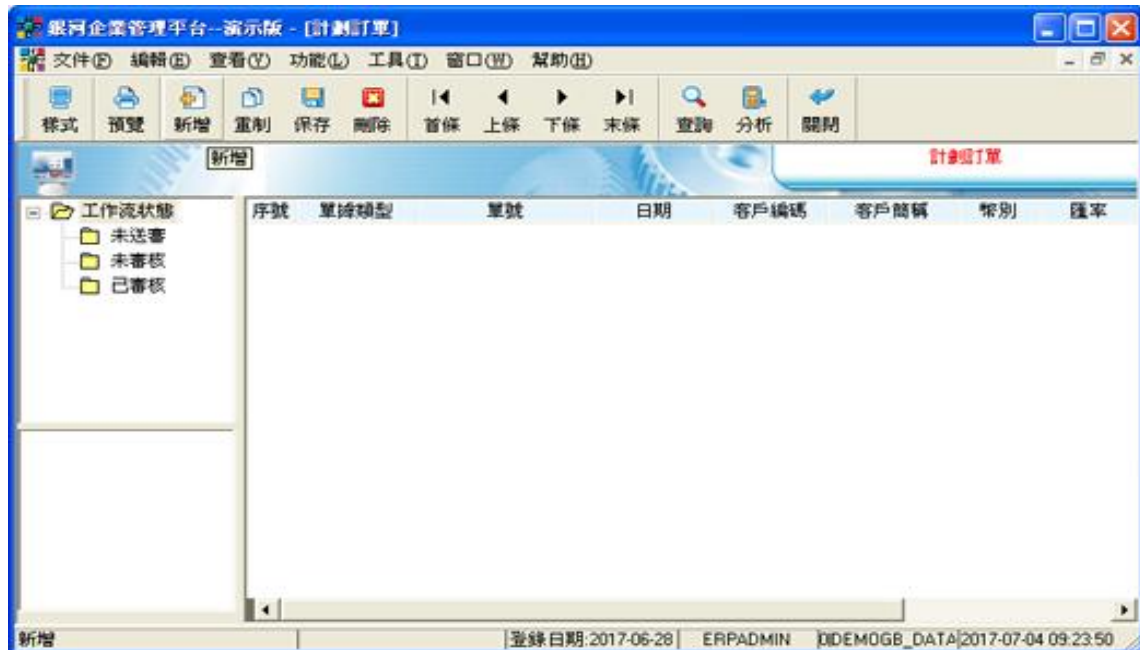 銀河企業管理平台--演示版 - [計劃訂單]
文件(F) 編輯(E) 查看(V) 功能(L) 工具(T) 窗口(W) 幫助(H)
樣式 預覽 新增 重制 保存 刪除 首條 上條 下條 末條 查詢 分析 關閉
新增
計劃訂單
工作流狀態
未送審
未審核
已審核
序號 單據類型 單號 日期 客戶編碼 客戶簡稱 幣別 匯率
新增 登錄日期:2017-06-28 ERPADMIN DEMOGB_DATA 2017-07-04 09:23:50